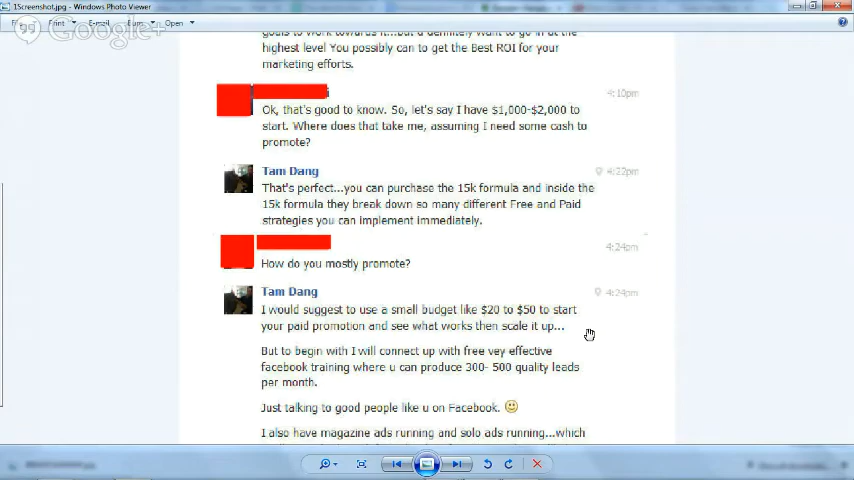 1Screenshot.jpg - Windows Photo Viewer
Print E-mail Burn Open
Google+
goals to work towards it...but a definitely want to go in at the
highest level You possibly can to get the Best ROI for your
marketing efforts.
4:10pm
Ok, that's good to know. So, let's say I have $1,000-$2,000 to
start. Where does that take me, assuming I need some cash to
promote?
Tam Dang 4:22pm
That's perfect...you can purchase the 15k formula and inside the
15k formula they break down so many different Free and Paid
strategies you can implement immediately.
4:24pm
How do you mostly promote?
Tam Dang 4:24pm
I would suggest to use a small budget like $20 to $50 to start
your paid promotion and see what works then scale it up...
But to begin with I will connect up with free vey effective
facebook training where u can produce 300- 500 quality leads
per month.
Just talking to good people like u on Facebook.
I also have magazine ads running and solo ads running...which